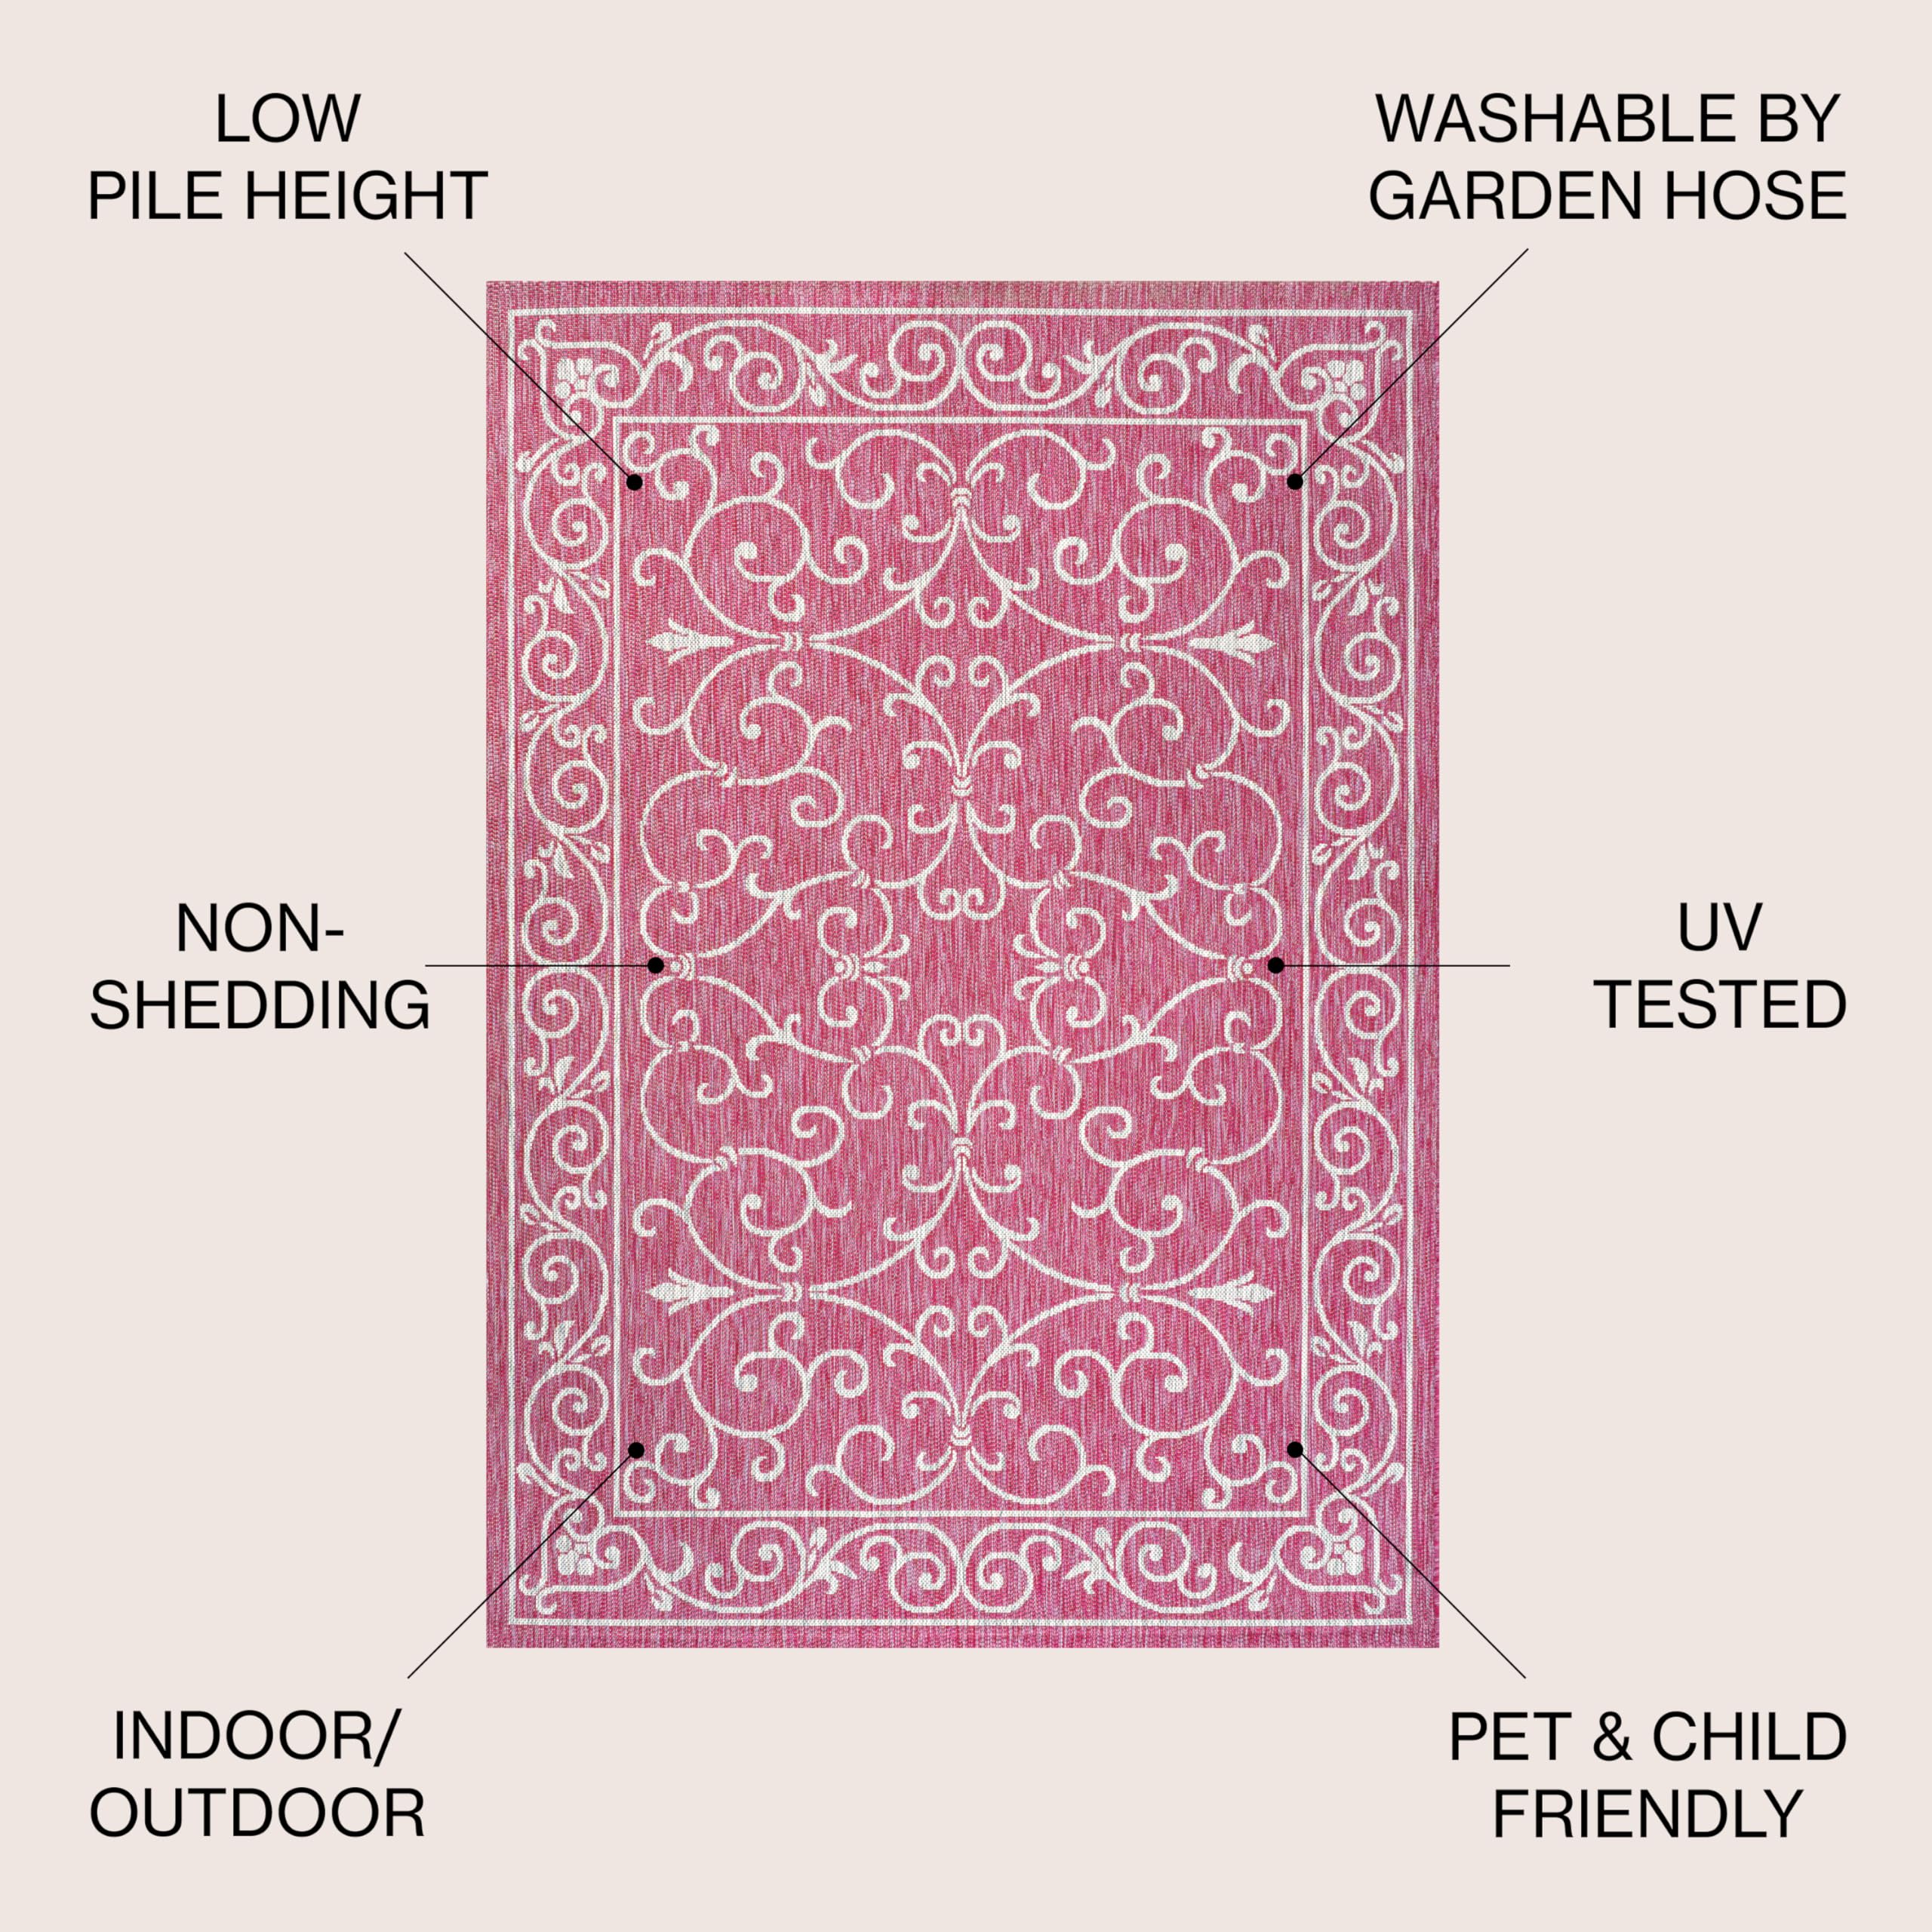 LOW
PILE HEIGHT
WASHABLE BY
GARDEN HOSE
NON-
SHEDDING
UV
TESTED
INDOOR/
OUTDOOR
PET & CHILD
FRIENDLY